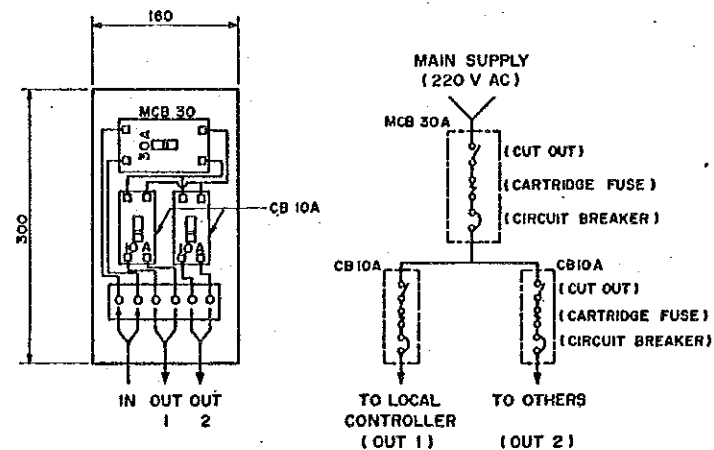 160
300
MCB 30
30A
10A
10A
CB 10A
IN OUT OUT
1 2
MAIN SUPPLY
(220 V AC)
MCB 30A
(CUT OUT)
(CARTRIDGE FUSE)
(CIRCUIT BREAKER)
CB10A
CB10A
(CUT OUT)
(CARTRIDGE FUSE)
(CIRCUIT BREAKER)
TO LOCAL
CONTROLLER
(OUT 1)
TO OTHERS
(OUT 2)